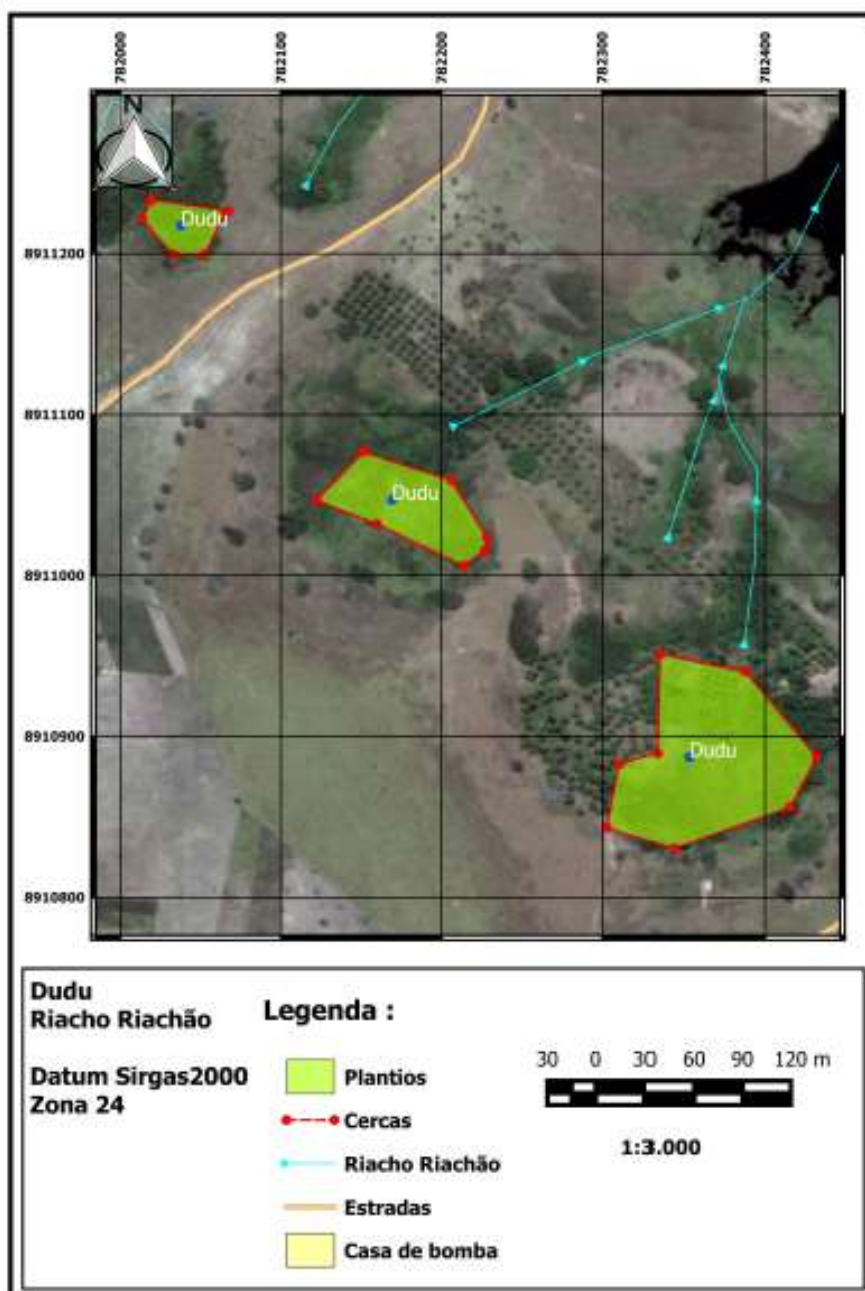 782000
782100
782200
782300
782400
N
8911200
8911100
8911000
8910900
8910800
Dudu
Dudu
Dudu
Dudu
Riacho Riachão
Datum Sirgas2000
Zona 24
Legenda :
Plantios
Cercas
Riacho Riachão
Estradas
Casa de bomba
30 0 30 60 90 120 m
1:3.000